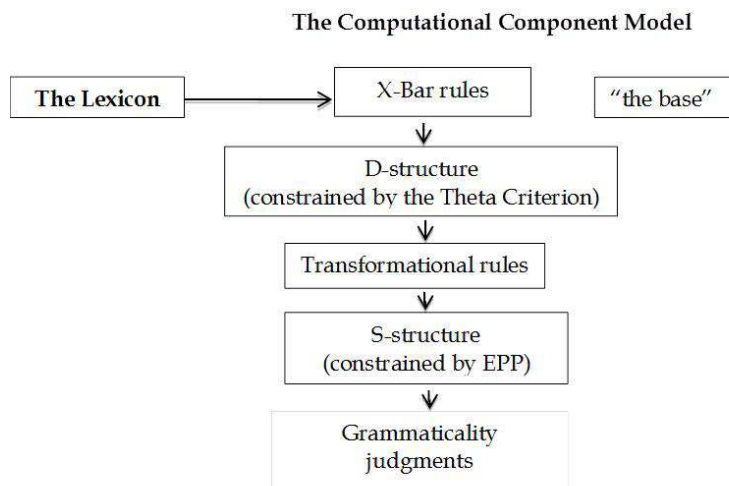 The Computational Component Model
The Lexicon
X-Bar rules
“the base”
D-structure
(constrained by the Theta Criterion)
Transformational rules
S-structure
(constrained by EPP)
Grammaticality
judgments